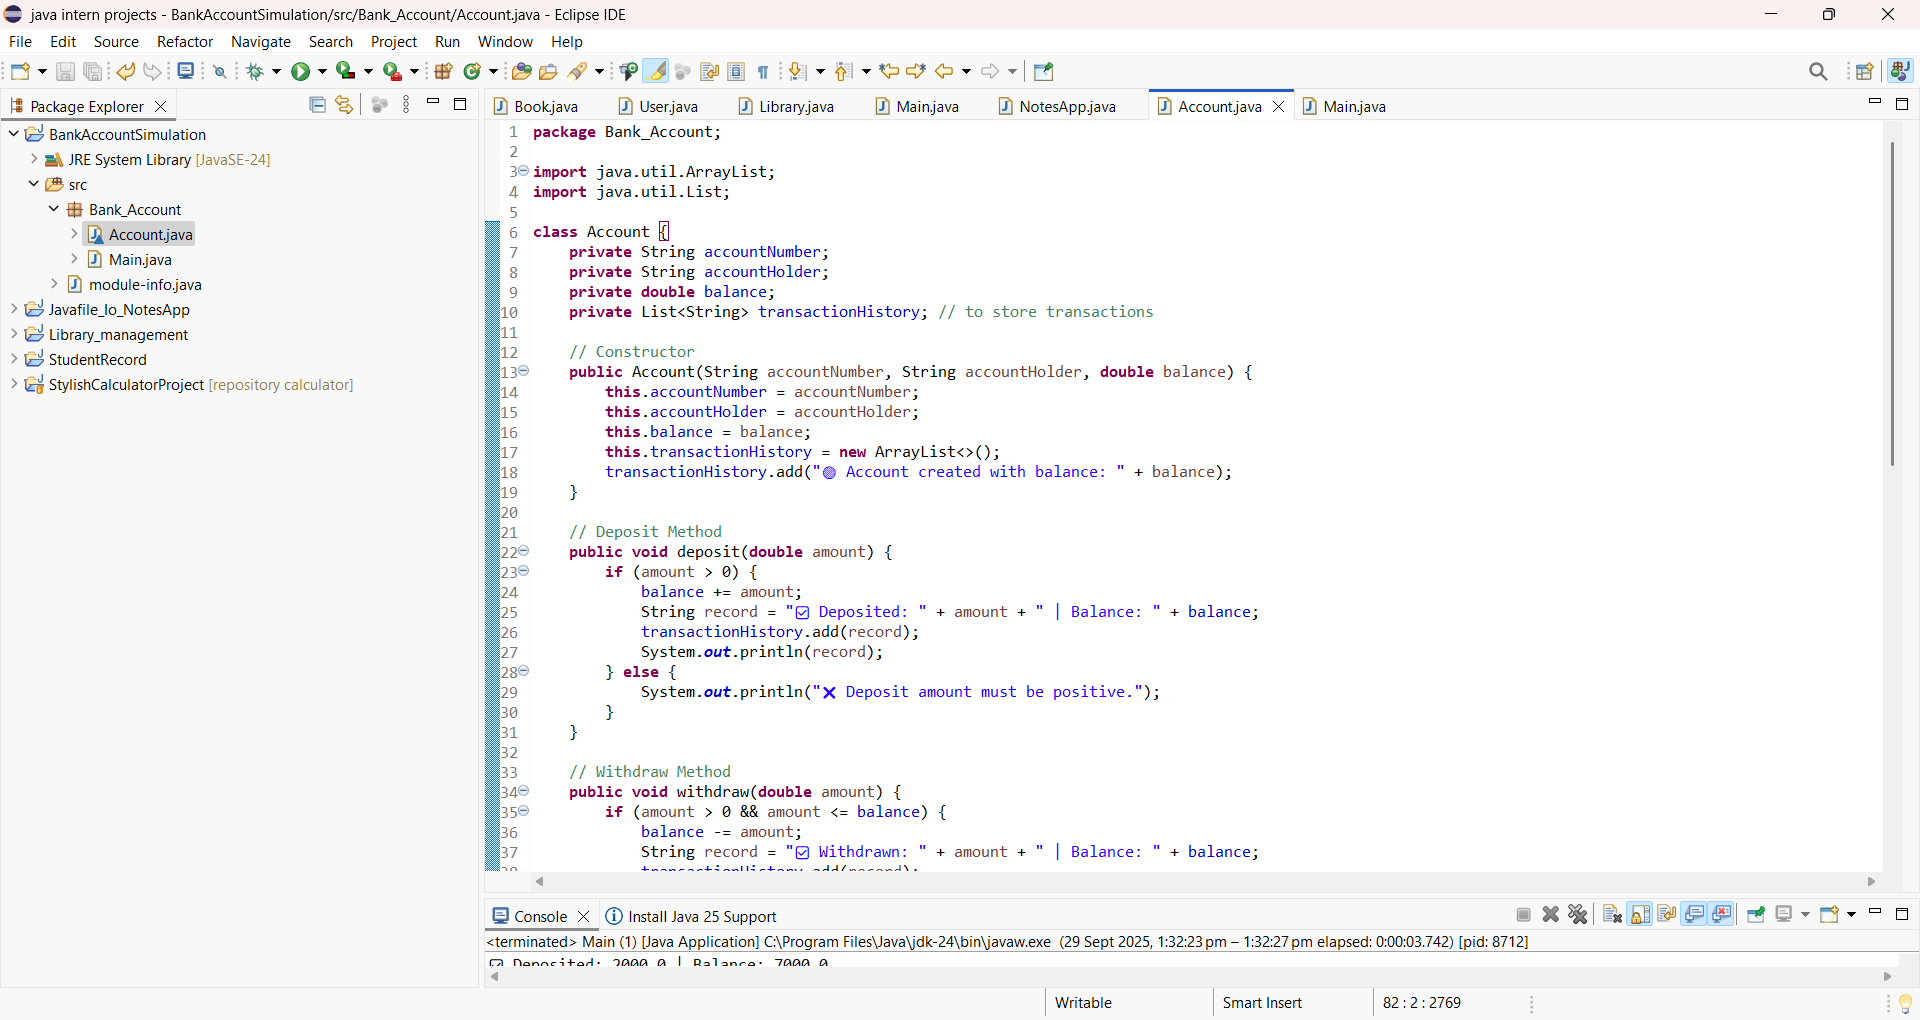 java intern projects - BankAccountSimulation/src/Bank_Account/Account.java - Eclipse IDE
File Edit Source Refactor Navigate Search Project Run Window Help
Package Explorer
BankAccountSimulation
JRE System Library [JavaSE-24]
src
Bank_Account
Account.java
Main.java
module-info.java
Javafile_Io_NotesApp
Library_management
StudentRecord
StylishCalculatorProject [repository calculator]
Book.java User.java Library.java Main.java NotesApp.java Account.java Main.java
1 package Bank_Account;
2
3 import java.util.ArrayList;
4 import java.util.List;
5
6 class Account {
7 private String accountNumber;
8 private String accountHolder;
9 private double balance;
10 private List<String> transactionHistory; // to store transactions
11
12 // Constructor
13 public Account(String accountNumber, String accountHolder, double balance) {
14 this.accountNumber = accountNumber;
15 this.accountHolder = accountHolder;
16 this.balance = balance;
17 this.transactionHistory = new ArrayList<>();
18 transactionHistory.add("🔵 Account created with balance: " + balance);
19 }
20
21 // Deposit Method
22 public void deposit(double amount) {
23 if (amount > 0) {
24 balance += amount;
25 String record = "☑ Deposited: " + amount + " | Balance: " + balance;
26 transactionHistory.add(record);
27 System.out.println(record);
28 } else {
29 System.out.println("❌ Deposit amount must be positive.");
30 }
31 }
32
33 // Withdraw Method
34 public void withdraw(double amount) {
35 if (amount > 0 && amount <= balance) {
36 balance -= amount;
37 String record = "☑ Withdrawn: " + amount + " | Balance: " + balance;
38 transactionHistory.add(record);
Console Install Java 25 Support
<terminated> Main (1) [Java Application] C:\Program Files\Java\jdk-24\bin\javaw.exe (29 Sept 2025, 1:32:23 pm – 1:32:27 pm elapsed: 0:00:03.742) [pid: 8712]
☑ Deposited: 2000.0 | Balance: 7000.0
Writable Smart Insert 82 : 2 : 2769